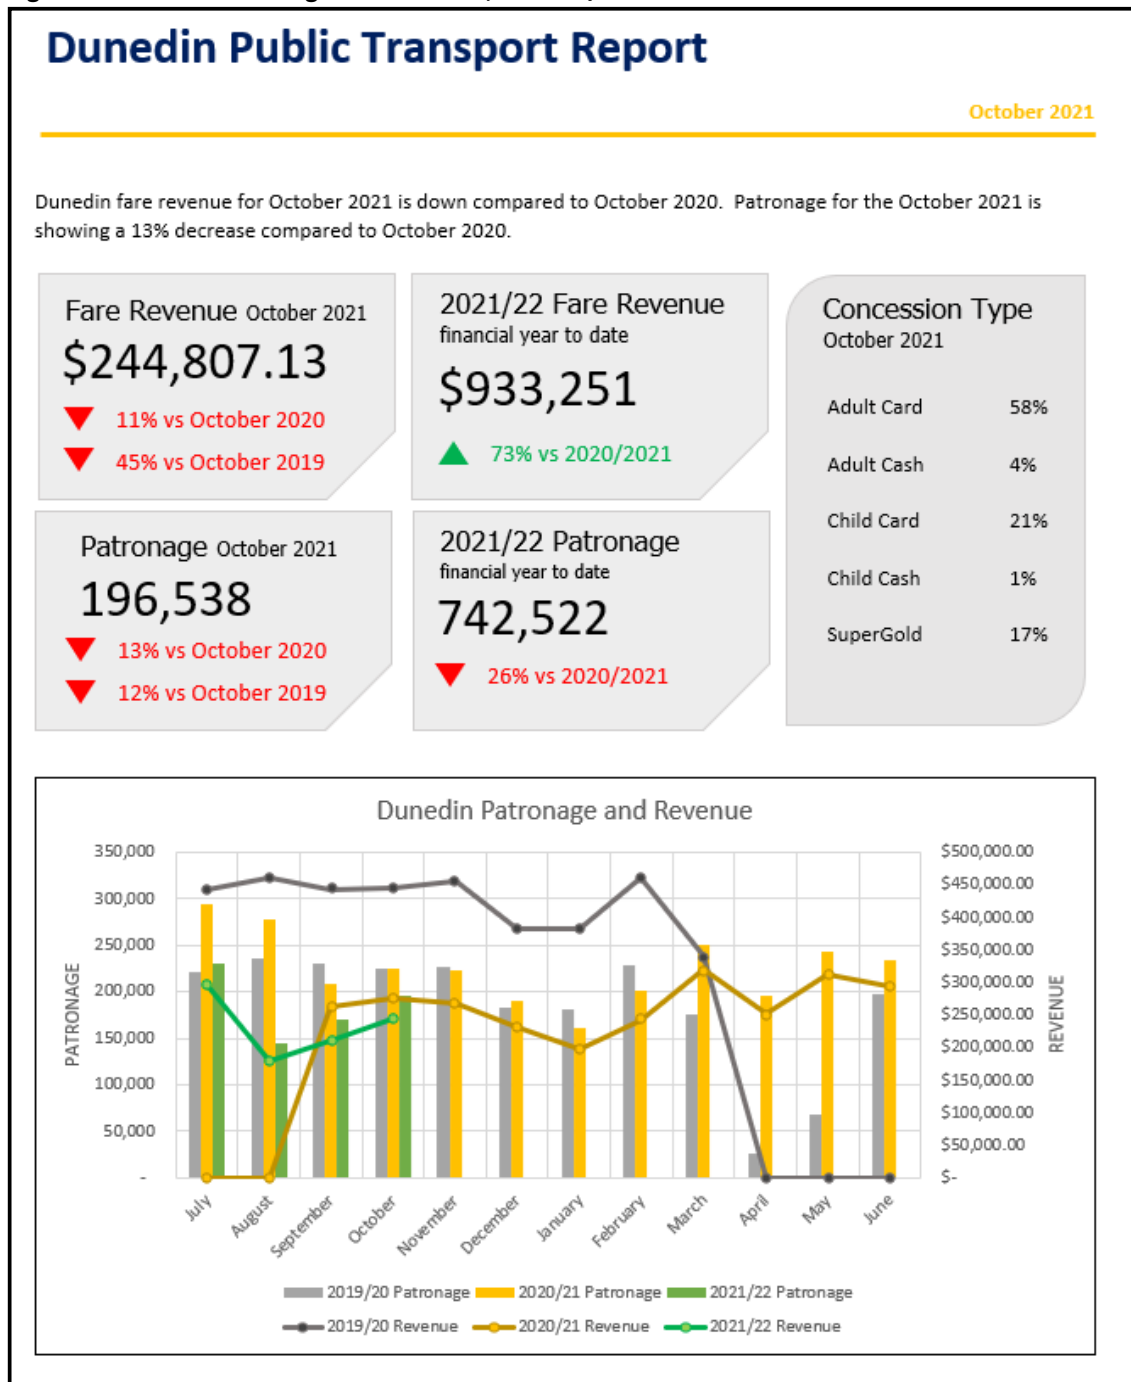 Dunedin Public Transport Report
October 2021
Dunedin fare revenue for October 2021 is down compared to October 2020.  Patronage for the October 2021 is
showing a 13% decrease compared to October 2020.
Fare Revenue October 2021
$244,807.13
11% vs October 2020
45% vs October 2019
2021/22 Fare Revenue
financial year to date
$933,251
73% vs 2020/2021
Concession Type
October 2021
Adult Card 58%
Adult Cash 4%
Child Card 21%
Child Cash 1%
SuperGold 17%
Patronage October 2021
196,538
13% vs October 2020
12% vs October 2019
2021/22 Patronage
financial year to date
742,522
26% vs 2020/2021
Dunedin Patronage and Revenue
PATRONAGE
350,000
300,000
250,000
200,000
150,000
100,000
50,000
-
$500,000.00
$450,000.00
$400,000.00
$350,000.00
$300,000.00
$250,000.00
$200,000.00
$150,000.00
$100,000.00
$50,000.00
$-
REVENUE
July
August
September
October
November
December
January
February
March
April
May
June
2019/20 Patronage 2020/21 Patronage 2021/22 Patronage
2019/20 Revenue 2020/21 Revenue 2021/22 Revenue